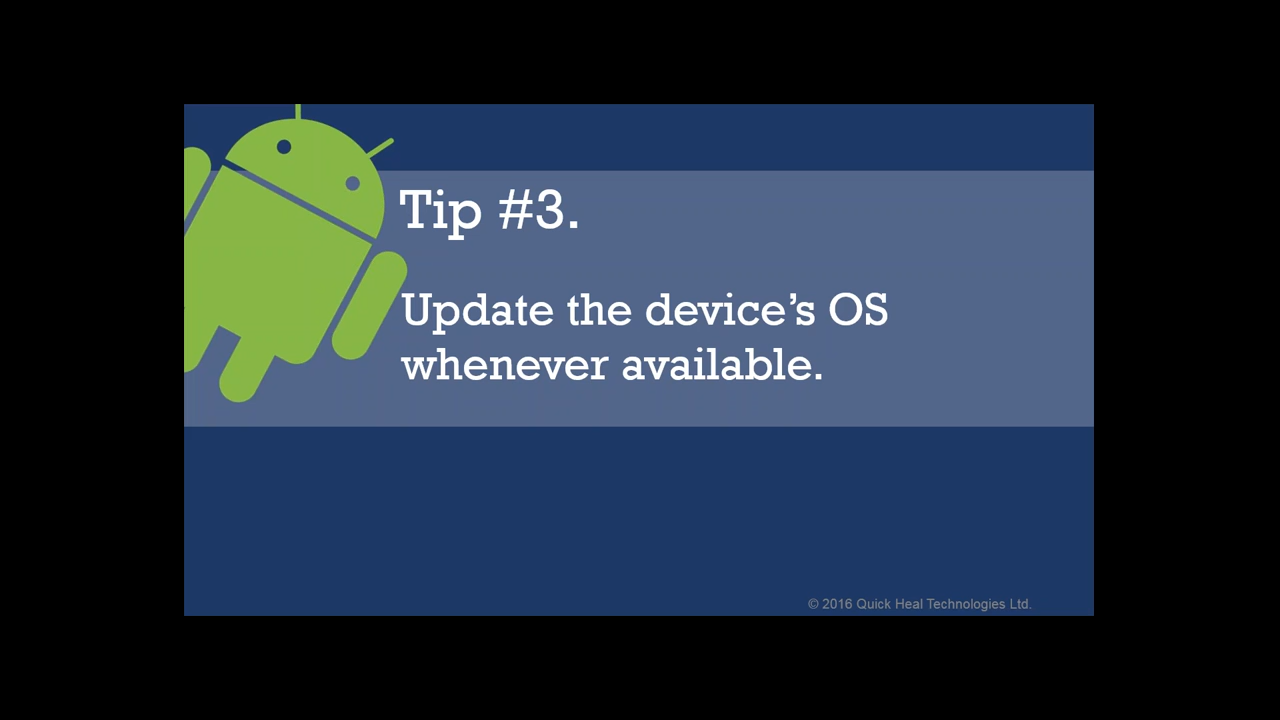 Tip #3.
Update the device’s OS
whenever available.
© 2016 Quick Heal Technologies Ltd.